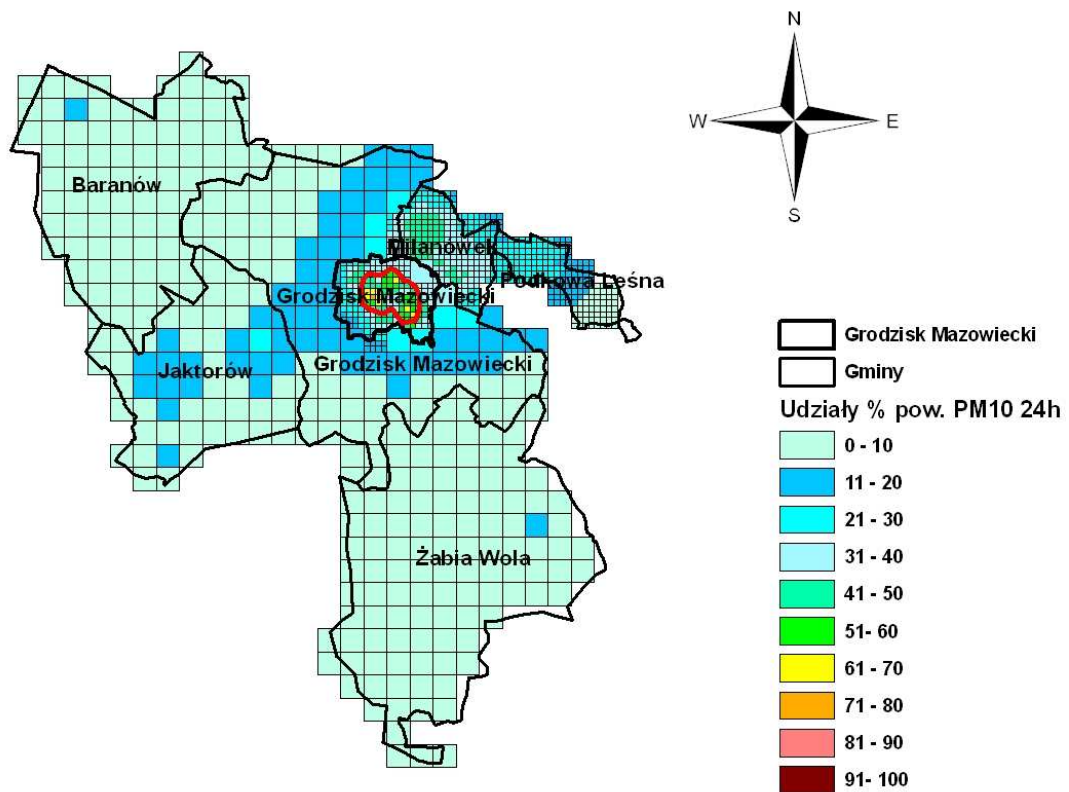 N
W
E
S
Baranów
Milanówek
Podkowa Leśna
Grodzisk Mazowiecki
Jaktorów
Grodzisk Mazowiecki
Żabia Wola
Grodzisk Mazowiecki
Gminy
Udziały % pow. PM10 24h
0 - 10
11 - 20
21 - 30
31 - 40
41 - 50
51- 60
61 - 70
71 - 80
81 - 90
91- 100